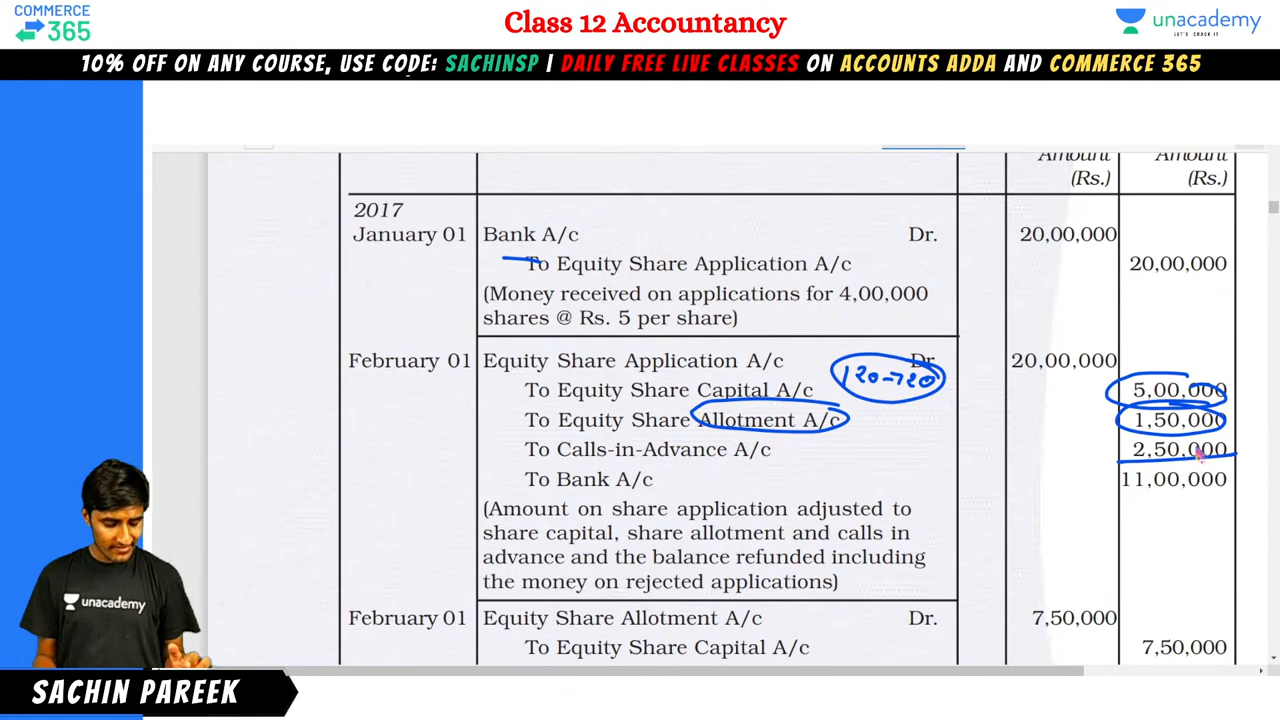 COMMERCE
365
Class 12 Accountancy
unacademy
LET'S CRACK IT
10% OFF ON ANY COURSE, USE CODE: SACHINSP | DAILY FREE LIVE CLASSES ON ACCOUNTS ADDA AND COMMERCE 365
Amount Amount
(Rs.) (Rs.)
2017
January 01 Bank A/c Dr. 20,00,000
To Equity Share Application A/c 20,00,000
(Money received on applications for 4,00,000
shares @ Rs. 5 per share)
February 01 Equity Share Application A/c Dr. 20,00,000
To Equity Share Capital A/c 5,00,000
To Equity Share Allotment A/c 1,50,000
To Calls-in-Advance A/c 2,50,000
To Bank A/c 11,00,000
(Amount on share application adjusted to
share capital, share allotment and calls in
advance and the balance refunded including
the money on rejected applications)
February 01 Equity Share Allotment A/c Dr. 7,50,000
To Equity Share Capital A/c 7,50,000
unacademy
SACHIN PAREEK